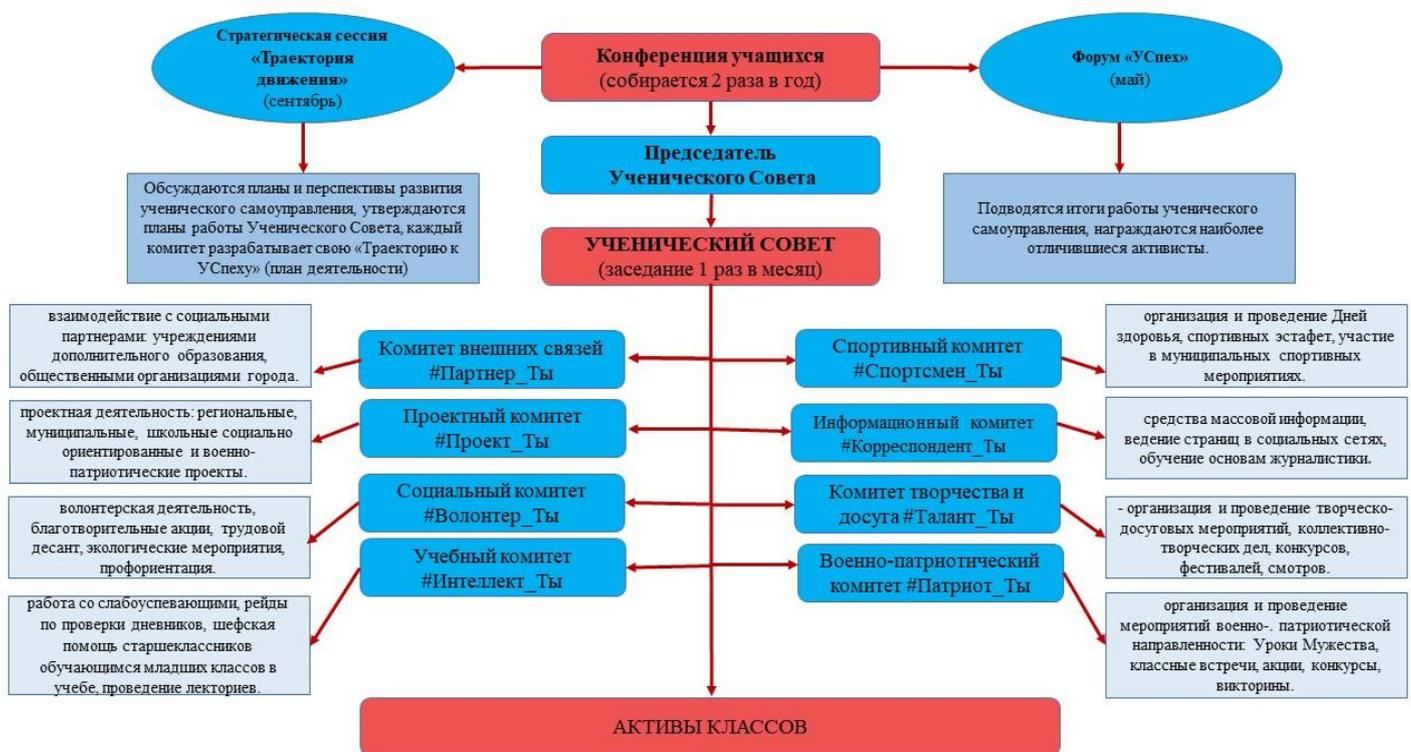 Стратегическая сессия
«Траектория
движения»
(сентябрь)
Конференция учащихся
(собирается 2 раза в год)
Форум «УСпех»
(май)
Председатель
Ученического Совета
Обсуждаются планы и перспективы развития
ученического самоуправления, утверждаются
планы работы Ученического Совета, каждый
комитет разрабатывает свою «Траекторию к
УСпеху» (план деятельности)
УЧЕНИЧЕСКИЙ СОВЕТ
(заседание 1 раз в месяц)
Подводятся итоги работы ученического
самоуправления, награждаются наиболее
отличившиеся активисты.
взаимодействие с социальными
партнерами: учреждениями
дополнительного образования,
общественными организациями города.
Комитет внешних связей
#Партнер_Ты
Спортивный комитет
#Спортсмен_Ты
организация и проведение Дней
здоровья, спортивных эстафет, участие
в муниципальных спортивных
мероприятиях.
проектная деятельность: региональные,
муниципальные, школьные социально
ориентированные и военно-
патриотические проекты.
Проектный комитет
#Проект_Ты
Информационный комитет
#Корреспондент_Ты
средства массовой информации,
ведение страниц в социальных сетях,
обучение основам журналистики.
волонтерская деятельность,
благотворительные акции, трудовой
десант, экологические мероприятия,
профориентация.
Социальный комитет
#Волонтер_Ты
Комитет творчества и
досуга #Талант_Ты
- организация и проведение творческо-
досуговых мероприятий, коллективно-
творческих дел, конкурсов,
фестивалей, смотров.
Учебный комитет
#Интеллект_Ты
Военно-патриотический
комитет #Патриот_Ты
работа со слабоуспевающими, рейды
по проверки дневников, шефская
помощь старшеклассников
обучающимся младших классов в
учебе, проведение лекториев.
организация и проведение
мероприятий военно-. патриотической
направленности: Уроки Мужества,
классные встречи, акции, конкурсы,
викторины.
АКТИВЫ КЛАССОВ